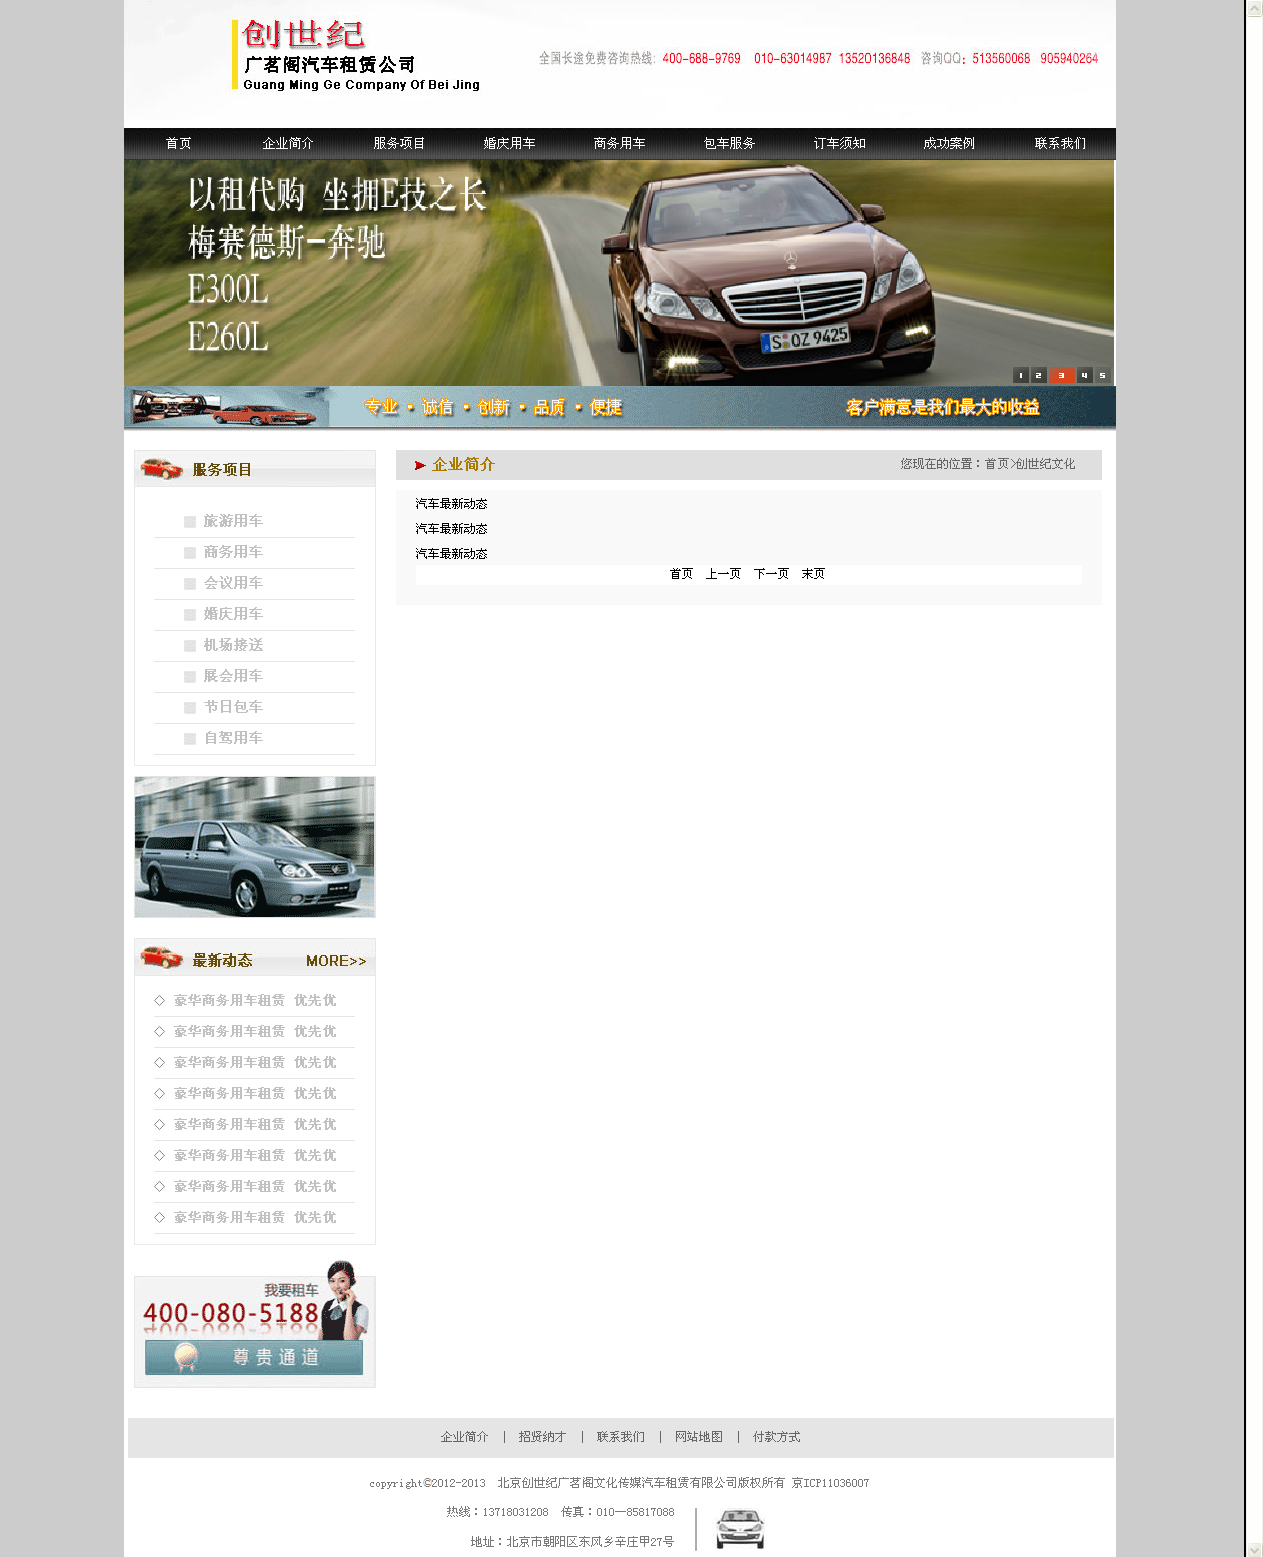 创世纪
广茗阁汽车租赁公司
Guang Ming Ge Company Of Bei Jing
全国长途免费咨询热线: 400-688-9769 010-63014987 13520136848 咨询QQ: 513560068 905940264
首页 企业简介 服务项目 婚庆用车 商务用车 包车服务 订车须知 成功案例 联系我们
以租代购 坐拥E技之长
梅赛德斯-奔驰
E300L
E260L
S·OZ 9425
1 2 3 4 5
专业 · 诚信 · 创新 · 品质 · 便捷 客户满意是我们最大的收益
服务项目
旅游用车
商务用车
会议用车
婚庆用车
机场接送
展会用车
节日包车
自驾用车
企业简介 您现在的位置：首页>创世纪文化
汽车最新动态
汽车最新动态
汽车最新动态
首页 上一页 下一页 末页
最新动态 MORE>>
◇ 豪华商务用车租赁 优先优
◇ 豪华商务用车租赁 优先优
◇ 豪华商务用车租赁 优先优
◇ 豪华商务用车租赁 优先优
◇ 豪华商务用车租赁 优先优
◇ 豪华商务用车租赁 优先优
◇ 豪华商务用车租赁 优先优
◇ 豪华商务用车租赁 优先优
我要租车
400-080-5188
尊贵通道
企业简介 | 招贤纳才 | 联系我们 | 网站地图 | 付款方式
copyright©2012-2013 北京创世纪广茗阁文化传媒汽车租赁有限公司版权所有 京ICP11036007
热线：13718031208 传真：010—85817088
地址：北京市朝阳区东风乡辛庄甲27号